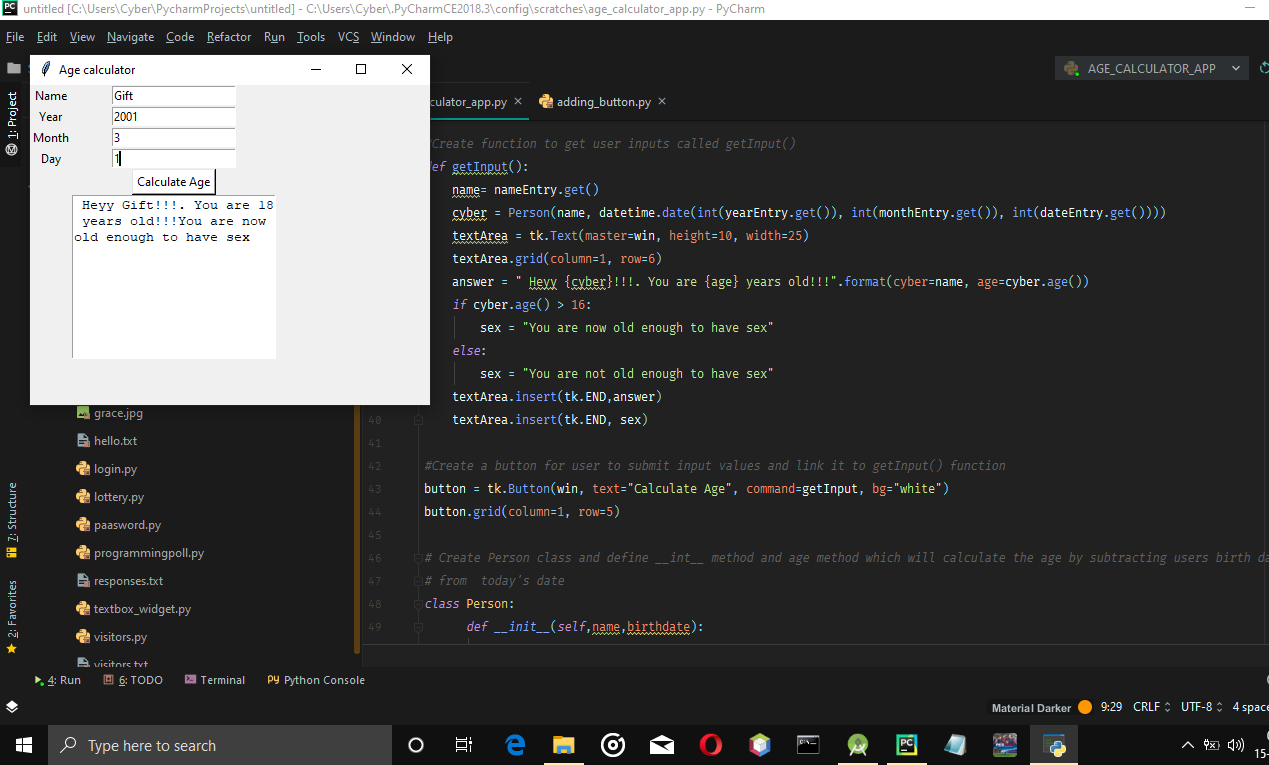 untitled [C:\Users\Cyber\PycharmProjects\untitled] - C:\Users\Cyber\.PyCharmCE2018.3\config\scratches\age_calculator_app.py - PyCharm
File Edit View Navigate Code Refactor Run Tools VCS Window Help
AGE_CALCULATOR_APP
Age calculator
Name Gift
Year 2001
Month 3
Day 1
Calculate Age
Heyy Gift!!!. You are 18
years old!!!You are now
old enough to have sex
1: Project
culator_app.py adding_button.py
Create function to get user inputs called getInput()
ef getInput():
name= nameEntry.get()
cyber = Person(name, datetime.date(int(yearEntry.get()), int(monthEntry.get()), int(dateEntry.get())))
textArea = tk.Text(master=win, height=10, width=25)
textArea.grid(column=1, row=6)
answer = " Heyy {cyber}!!!. You are {age} years old!!!".format(cyber=name, age=cyber.age())
if cyber.age() > 16:
sex = "You are now old enough to have sex"
else:
sex = "You are not old enough to have sex"
textArea.insert(tk.END,answer)
40 textArea.insert(tk.END, sex)
41
42 #Create a button for user to submit input values and link it to getInput() function
43 button = tk.Button(win, text="Calculate Age", command=getInput, bg="white")
44 button.grid(column=1, row=5)
45
46 # Create Person class and define __int__ method and age method which will calculate the age by subtracting users birth da
47 # from  today's date
48 class Person:
49 def __init__(self,name,birthdate):
grace.jpg
hello.txt
login.py
lottery.py
paasword.py
programmingpoll.py
responses.txt
textbox_widget.py
visitors.py
visitors.txt
7: Structure
2: Favorites
4: Run 6: TODO Terminal Python Console
Material Darker 9:29 CRLF UTF-8 4 space
Type here to search
15-